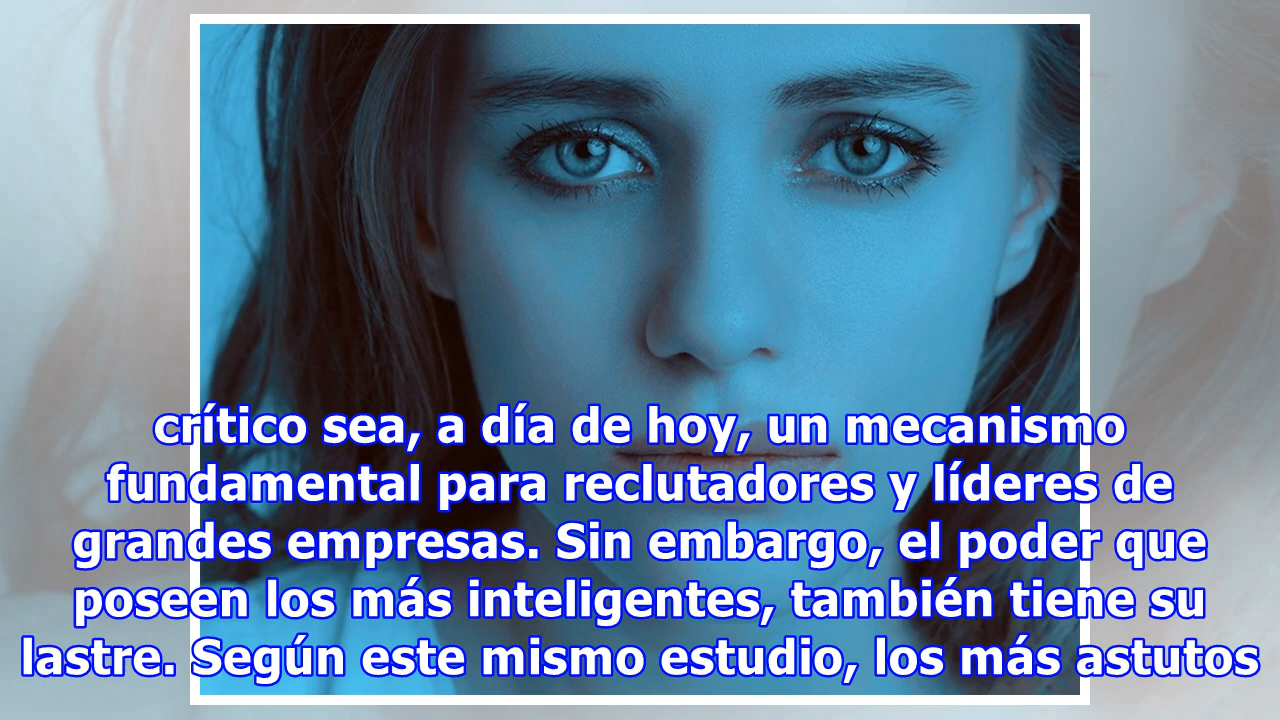 crítico sea, a día de hoy, un mecanismo
fundamental para reclutadores y líderes de
grandes empresas. Sin embargo, el poder que
poseen los más inteligentes, también tiene su
lastre. Según este mismo estudio, los más astutos